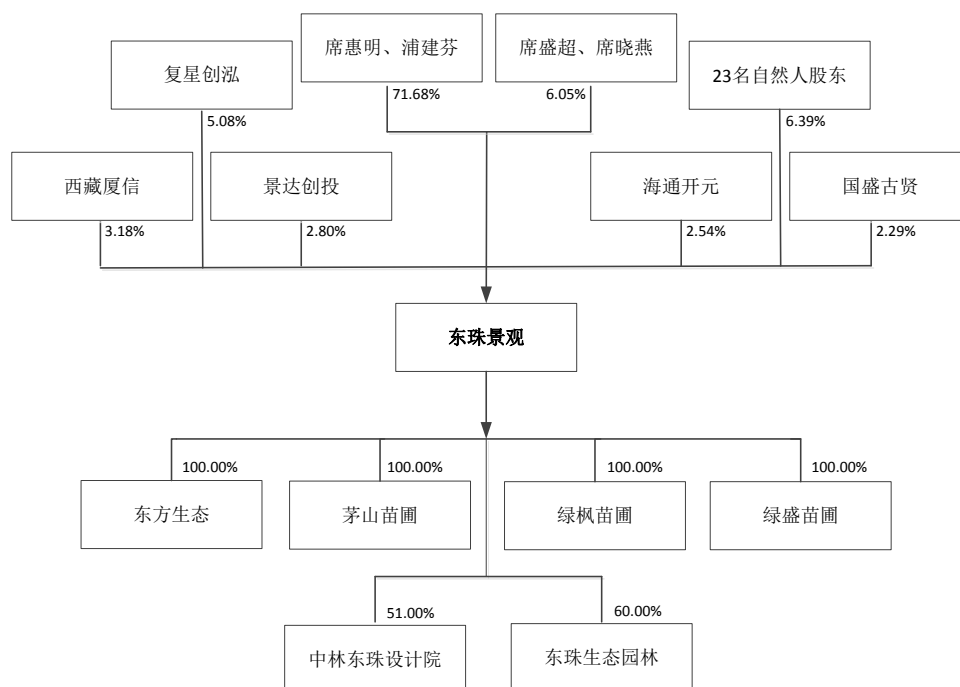 席惠明、浦建芬
席盛超、席晓燕
复星创泓
23名自然人股东
71.68%
6.05%
5.08%
6.39%
西藏厦信
景达创投
海通开元
国盛古贤
3.18%
2.80%
2.54%
2.29%
东珠景观
100.00%
100.00%
100.00%
100.00%
东方生态
茅山苗圃
绿枫苗圃
绿盛苗圃
51.00%
60.00%
中林东珠设计院
东珠生态园林